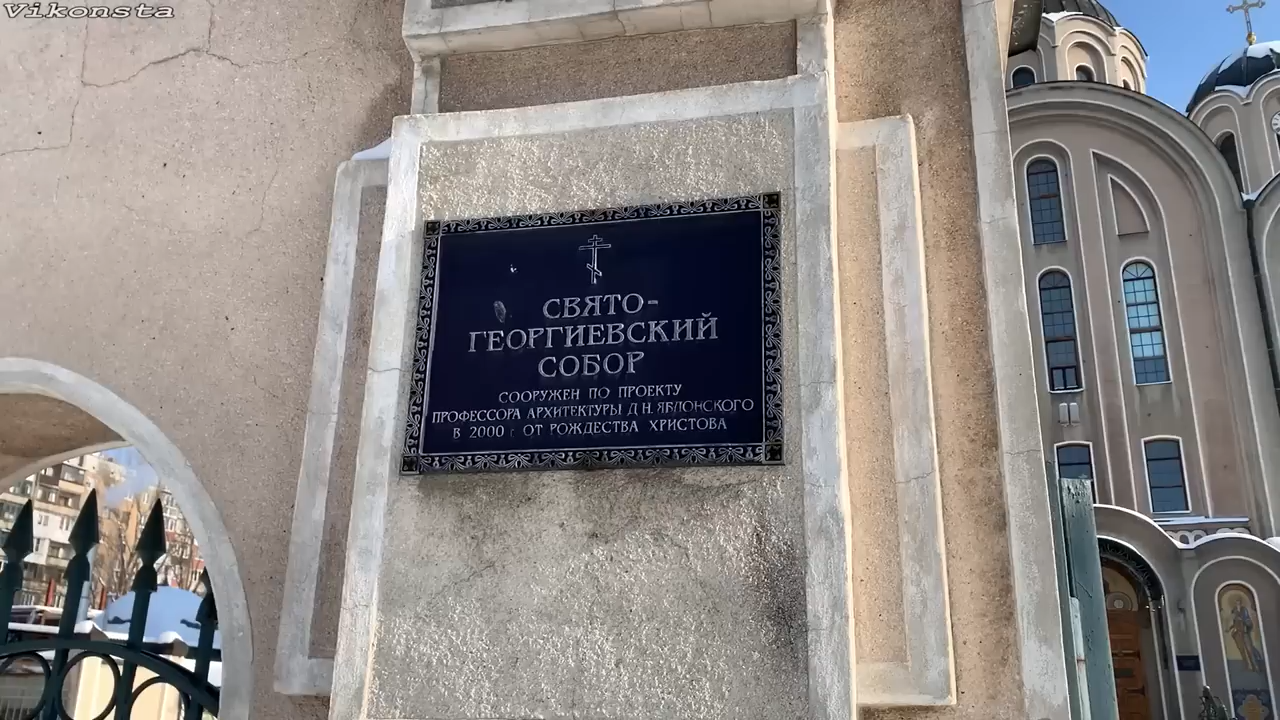 Vikonsta
СВЯТО-
ГЕОРГИЕВСКИЙ
СОБОР
СООРУЖЕН ПО ПРОЕКТУ
ПРОФЕССОРА АРХИТЕКТУРЫ Д.Н. ЯБЛОНСКОГО
В 2000 г ОТ РОЖДЕСТВА ХРИСТОВА